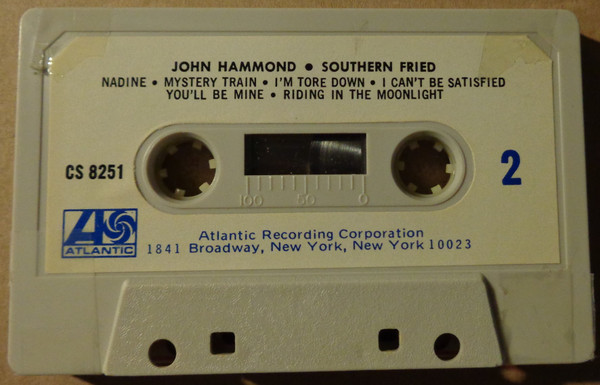 JOHN HAMMOND • SOUTHERN FRIED
NADINE • MYSTERY TRAIN • I'M TORE DOWN • I CAN'T BE SATISFIED
YOU'LL BE MINE • RIDING IN THE MOONLIGHT
CS 8251
2
100 50 0
ATLANTIC
Atlantic Recording Corporation
1841 Broadway, New York, New York 10023